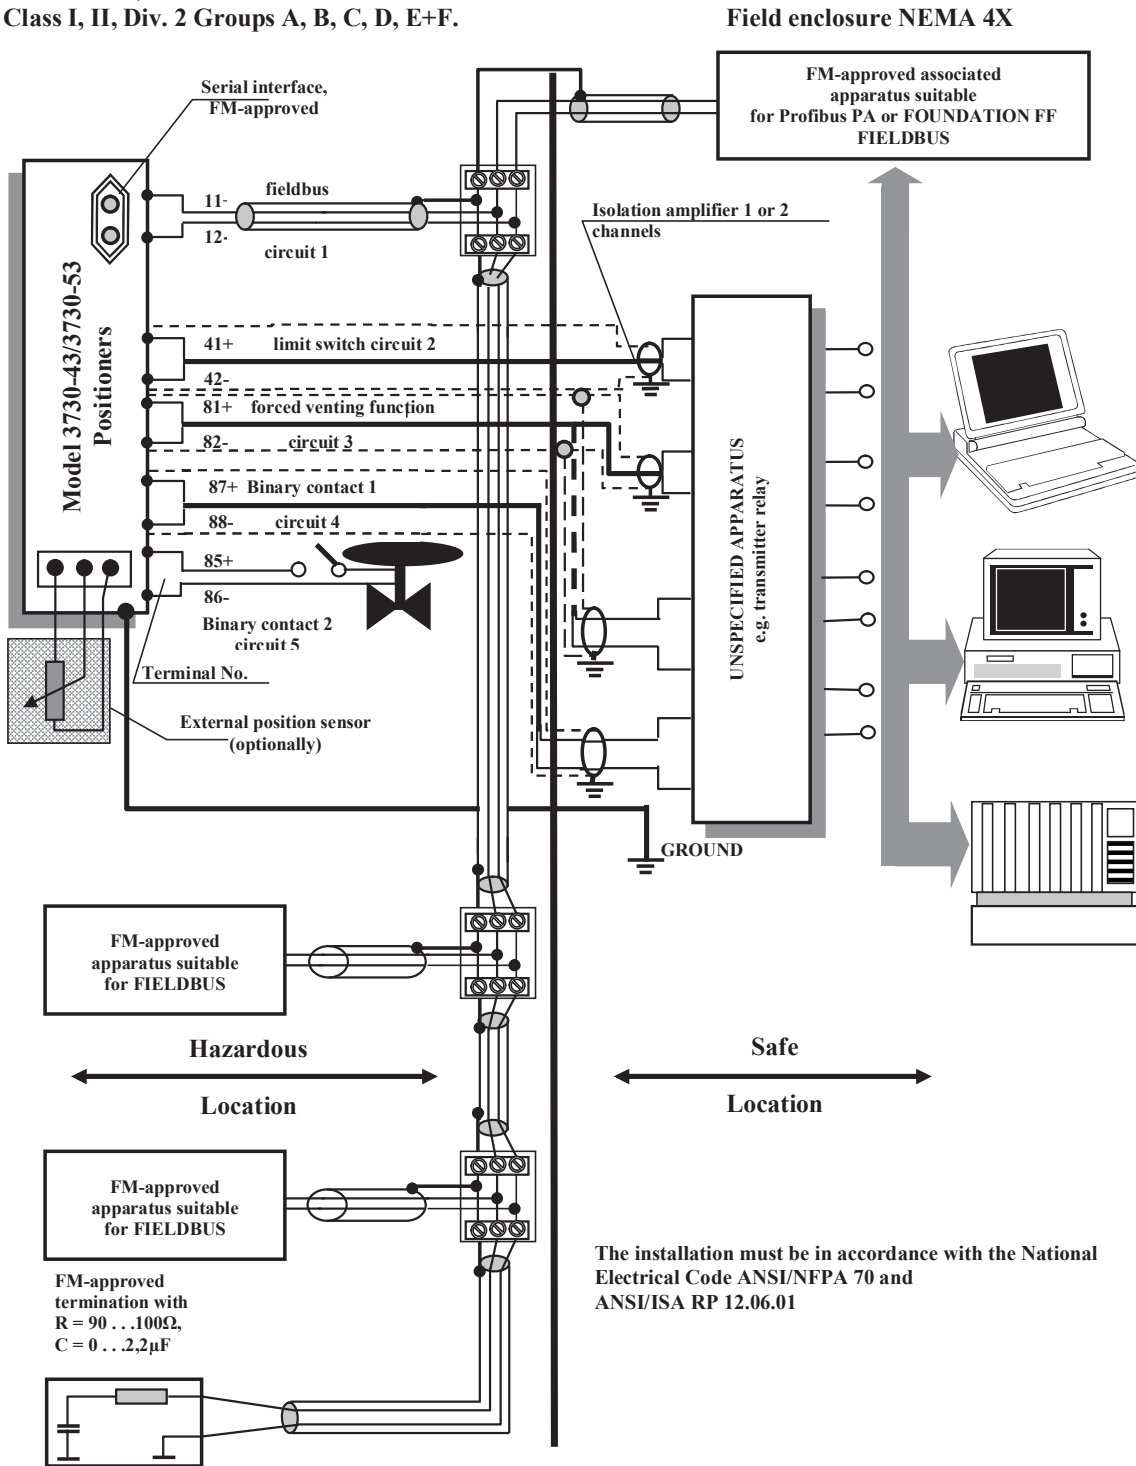 Class I, II, Div. 2 Groups A, B, C, D, E+F.
Field enclosure NEMA 4X
Serial interface,
FM-approved
FM-approved associated
apparatus suitable
for Profibus PA or FOUNDATION FF
FIELDBUS
Model 3730-43/3730-53
Positioners
11-
fieldbus
12-
circuit 1
Isolation amplifier 1 or 2
channels
41+
limit switch circuit 2
42-
81+
forced venting function
82-
circuit 3
87+ Binary contact 1
88-
circuit 4
85+
86-
Binary contact 2
circuit 5
Terminal No.
External position sensor
(optionally)
UNSPECIFIED APPARATUS
e.g. transmitter relay
GROUND
FM-approved
apparatus suitable
for FIELDBUS
Hazardous
Location
Safe
Location
FM-approved
apparatus suitable
for FIELDBUS
The installation must be in accordance with the National
Electrical Code ANSI/NFPA 70 and
ANSI/ISA RP 12.06.01
FM-approved
termination with
R = 90 . . .100Ω,
C = 0 . . .2,2µF